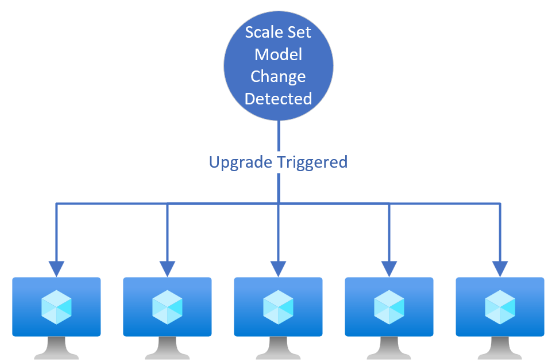 Scale Set
Model
Change
Detected
Upgrade Triggered